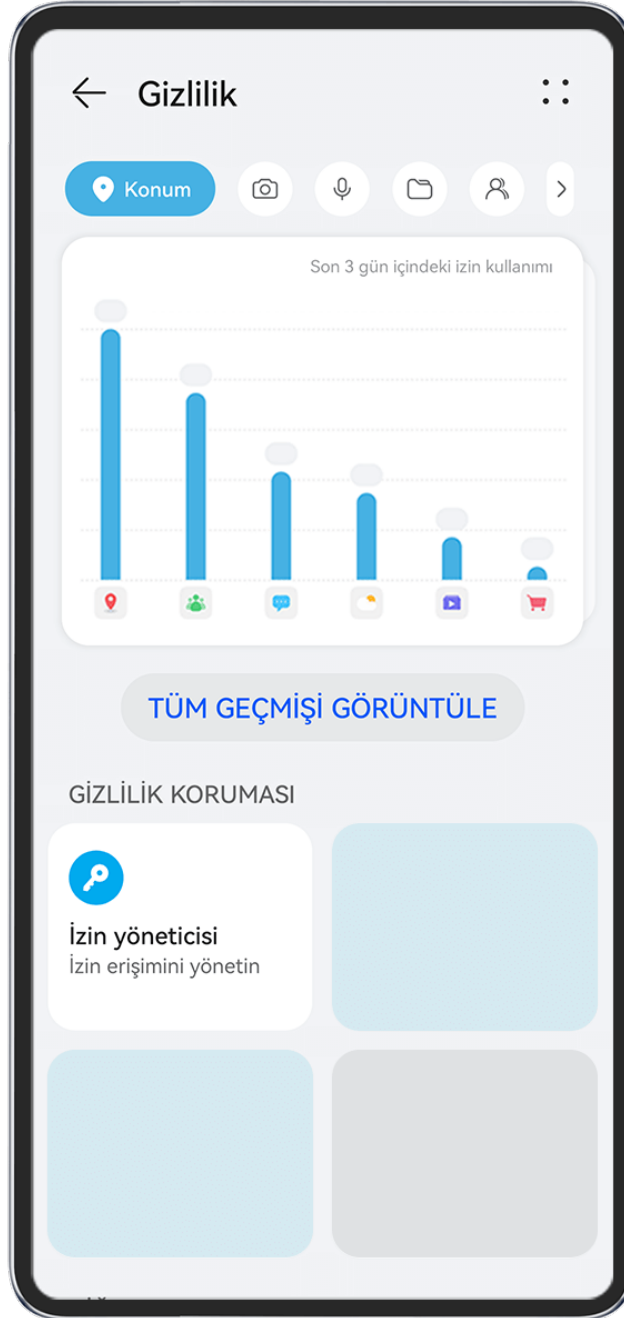 Gizlilik
Konum
Son 3 gün içindeki izin kullanımı
TÜM GEÇMİŞİ GÖRÜNTÜLE
GİZLİLİK KORUMASI
İzin yöneticisi
İzin erişimini yönetin